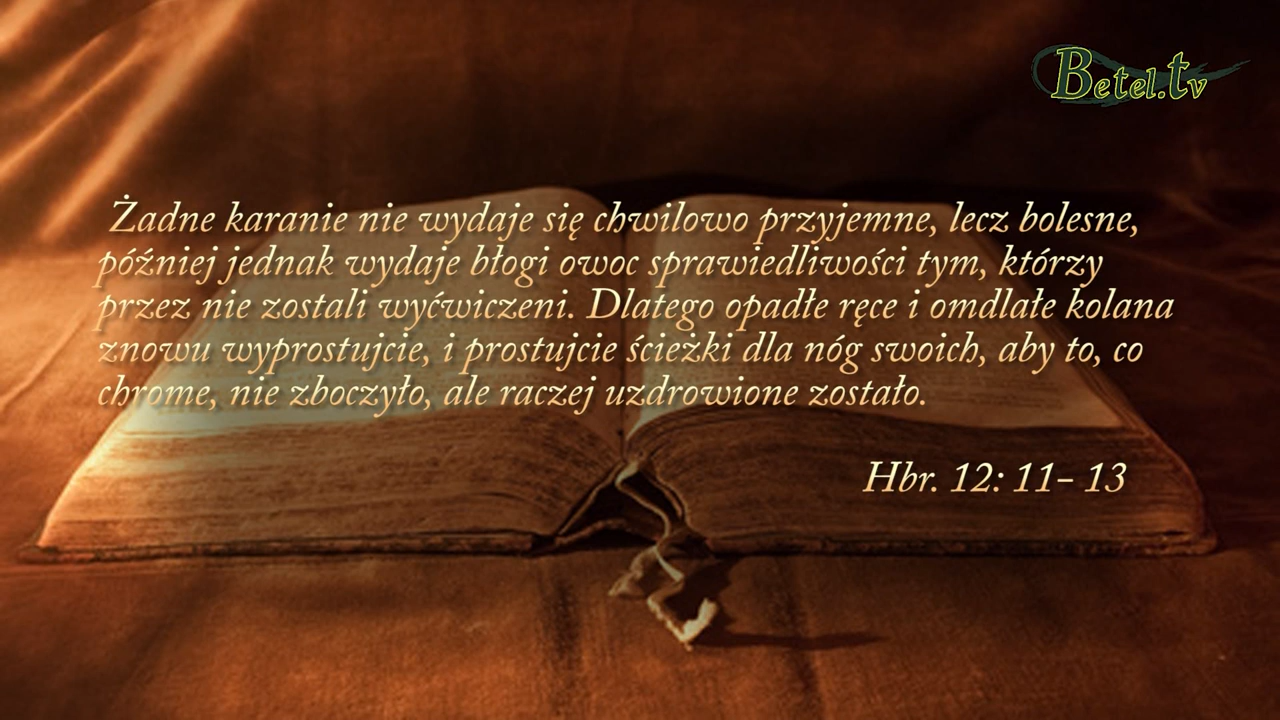 Betel.tv
Żadne karanie nie wydaje się chwilowo przyjemne, lecz bolesne,
później jednak wydaje błogi owoc sprawiedliwości tym, którzy
przez nie zostali wyćwiczeni. Dlatego opadłe ręce i omdlałe kolana
znowu wyprostujcie, i prostujcie ścieżki dla nóg swoich, aby to, co
chrome, nie zboczyło, ale raczej uzdrowione zostało.
Hbr. 12: 11- 13